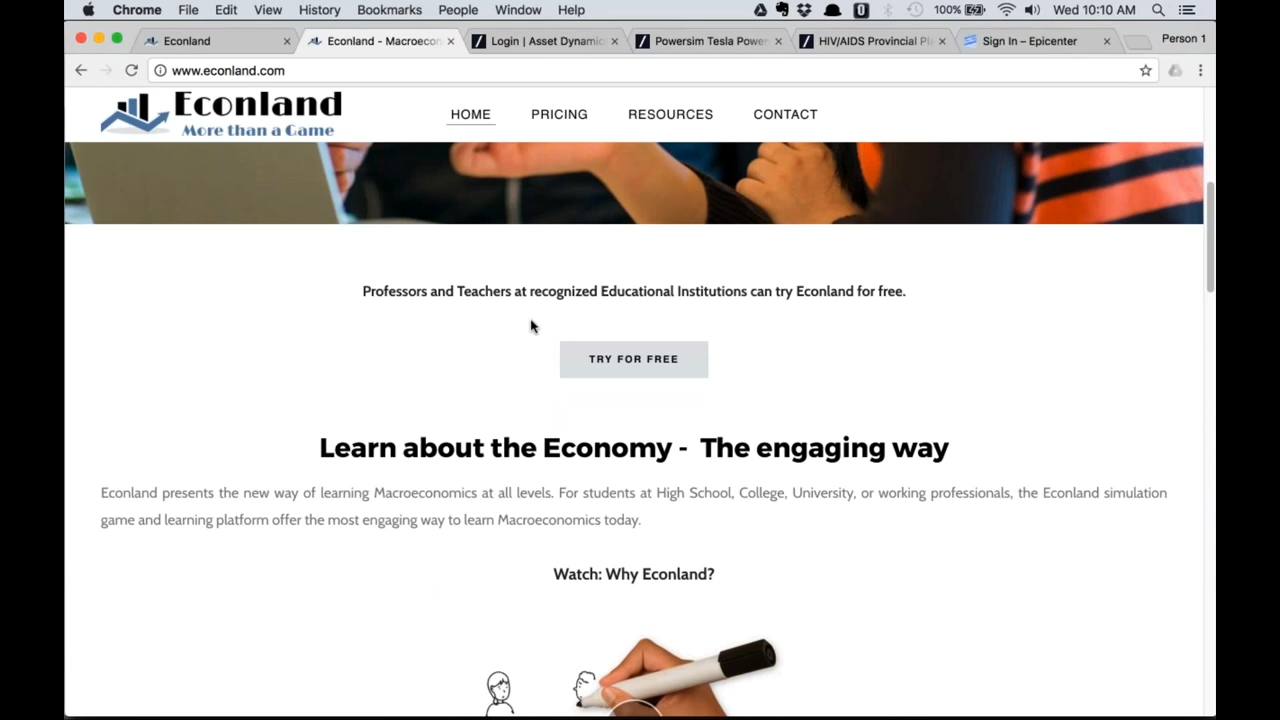 Chrome File Edit View History Bookmarks People Window Help 100% Wed 10:10 AM
Econland Econland - Macroecon Login | Asset Dynamic Powersim Tesla Power HIV/AIDS Provincial Pla Sign In – Epicenter Person 1
www.econland.com
Econland
More than a Game
HOME PRICING RESOURCES CONTACT
Professors and Teachers at recognized Educational Institutions can try Econland for free.
TRY FOR FREE
Learn about the Economy - The engaging way
Econland presents the new way of learning Macroeconomics at all levels. For students at High School, College, University, or working professionals, the Econland simulation
game and learning platform offer the most engaging way to learn Macroeconomics today.
Watch: Why Econland?